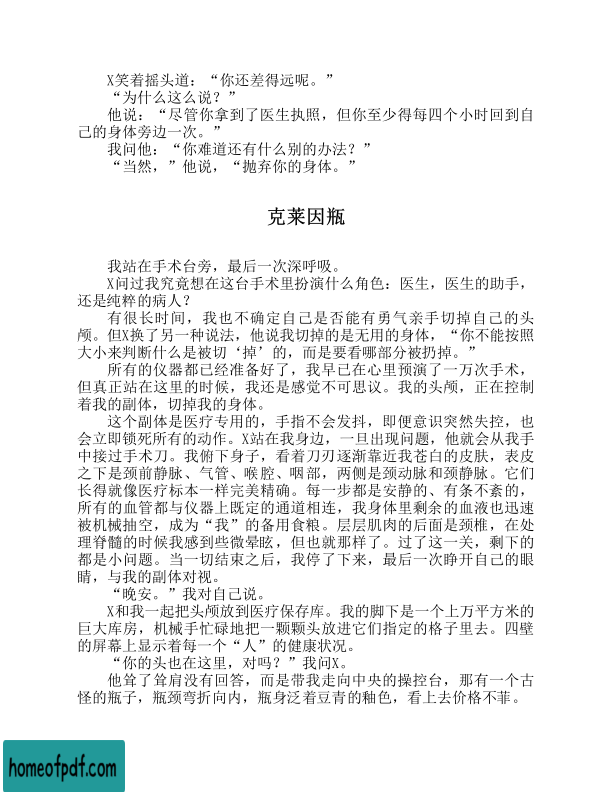 X笑着摇头道：“你还差得远呢。”
“为什么这么说？”
他说：“尽管你拿到了医生执照，但你至少得每四个小时回到自
己的身体旁边一次。”
我问他：“你难道还有什么别的办法？”
“当然，”他说，“抛弃你的身体。”
克莱因瓶
我站在手术台旁，最后一次深呼吸。
X问过我究竟想在这台手术里扮演什么角色：医生，医生的助手，
还是纯粹的病人？
有很长时间，我也不确定自己是否能有勇气亲手切掉自己的头
颅。但X换了另一种说法，他说我切掉的是无用的身体，“你不能按照
大小来判断什么是被切‘掉’的，而是要看哪部分被扔掉。”
所有的仪器都已经准备好了，我早已在心里预演了一万次手术，
但真正站在这里的时候，我还是感觉不可思议。我的头颅，正在控制
着我的副体，切掉我的身体。
这个副体是医疗专用的，手指不会发抖，即便意识突然失控，也
会立即锁死所有的动作。X站在我身边，一旦出现问题，他就会从我手
中接过手术刀。我俯下身子，看着刀刃逐渐靠近我苍白的皮肤，表皮
之下是颈前静脉、气管、喉腔、咽部，两侧是颈动脉和颈静脉。它们
长得就像医疗标本一样完美精确。每一步都是安静的、有条不紊的，
所有的血管都与仪器上既定的通道相连，我身体里剩余的血液也迅速
被机械抽空，成为“我”的备用食粮。层层肌肉的后面是颈椎，在处
理脊髓的时候我感到些微晕眩，但也就那样了。过了这一关，剩下的
都是小问题。当一切结束之后，我停了下来，最后一次睁开自己的眼
睛，与我的副体对视。
“晚安。”我对自己说。
X和我一起把头颅放到医疗保存库。我的脚下是一个上万平方米的
巨大库房，机械手忙碌地把一颗颗头放进它们指定的格子里去。四壁
的屏幕上显示着每一个“人”的健康状况。
“你的头也在这里，对吗？”我问X。
他耸了耸肩没有回答，而是带我走向中央的操控台，那有一个古
怪的瓶子，瓶颈弯折向内，瓶身泛着豆青的釉色，看上去价格不菲。
homeofpdf.com